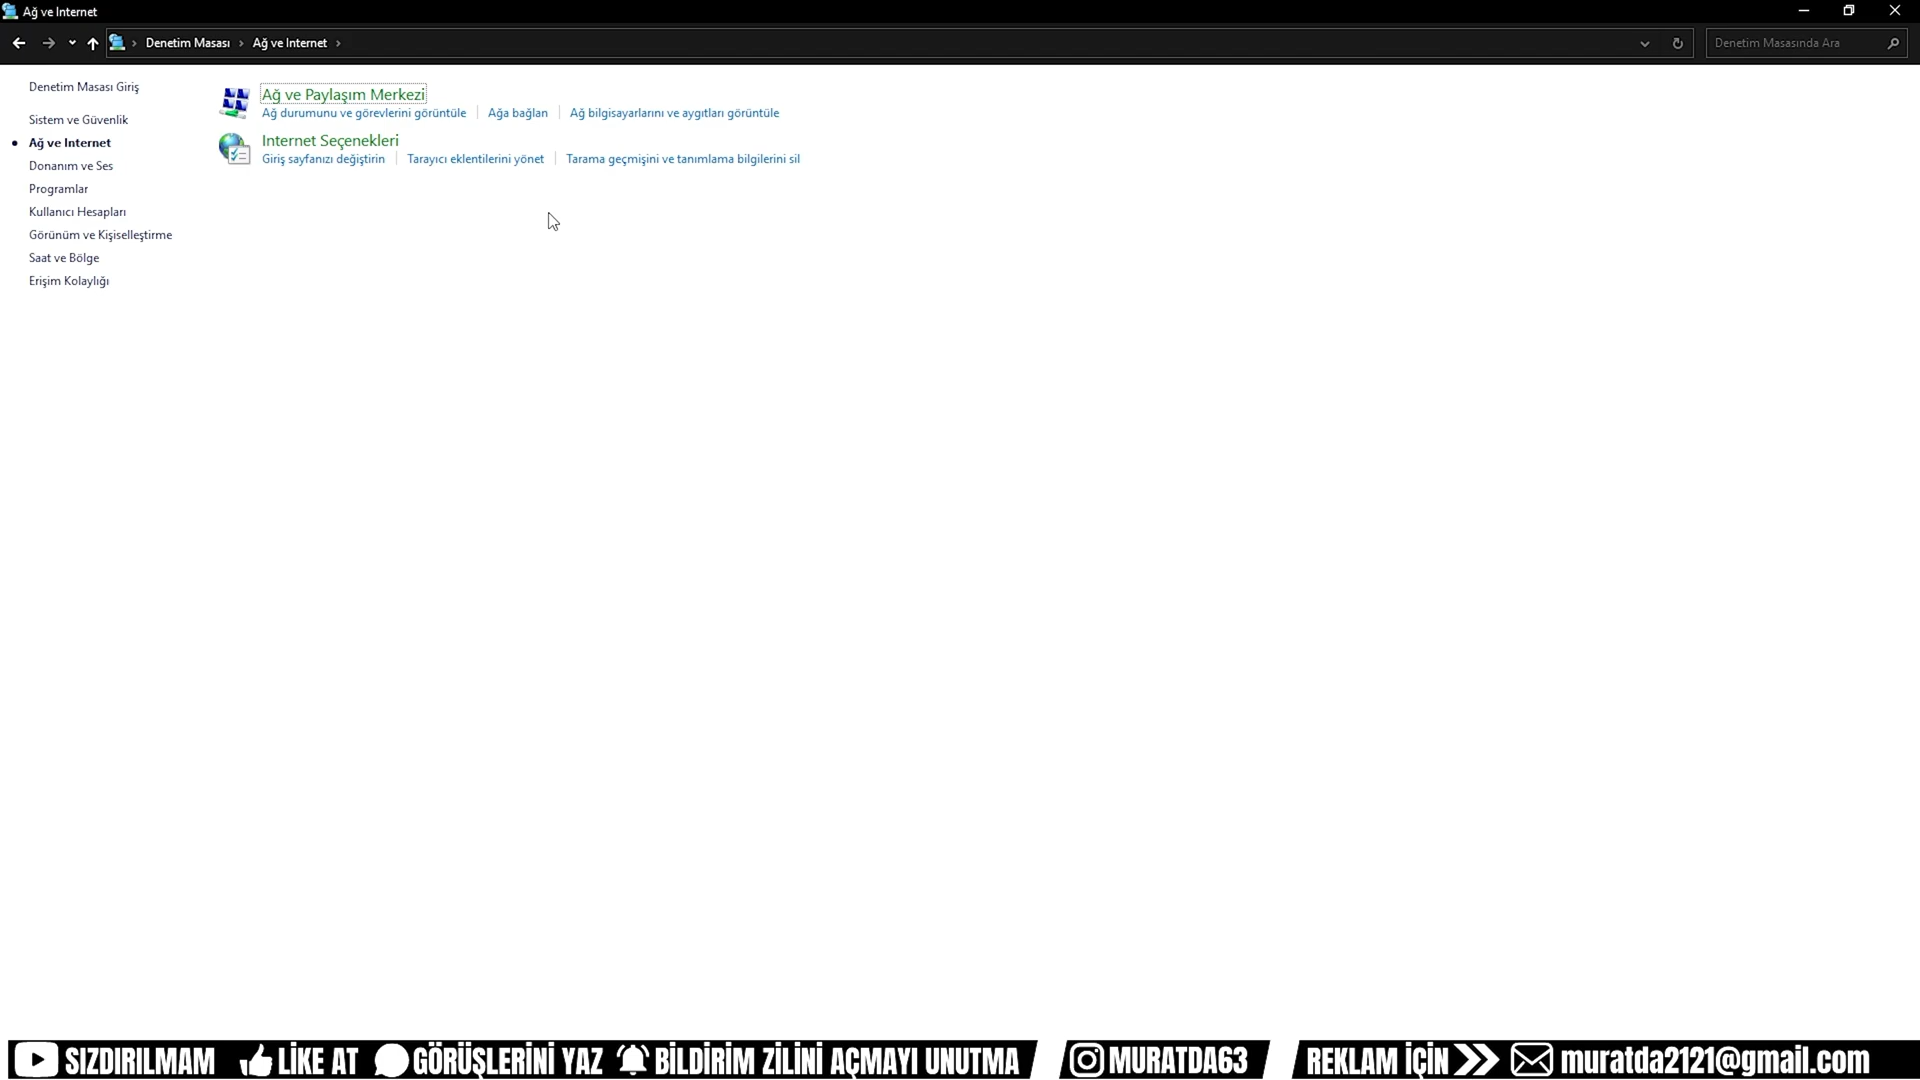 Ağ ve Internet
Denetim Masası › Ağ ve Internet ›
Denetim Masasında Ara
Denetim Masası Giriş
Sistem ve Güvenlik
Ağ ve Internet
Donanım ve Ses
Programlar
Kullanıcı Hesapları
Görünüm ve Kişiselleştirme
Saat ve Bölge
Erişim Kolaylığı
Ağ ve Paylaşım Merkezi
Ağ durumunu ve görevlerini görüntüle | Ağa bağlan | Ağ bilgisayarlarını ve aygıtları görüntüle
Internet Seçenekleri
Giriş sayfanızı değiştirin | Tarayıcı eklentilerini yönet | Tarama geçmişini ve tanımlama bilgilerini sil
SIZDIRILMAM LİKE AT GÖRÜŞLERİNİ YAZ BİLDİRİM ZİLİNİ AÇMAYI UNUTMA MURATDA63 REKLAM İÇİN muratda2121@gmail.com